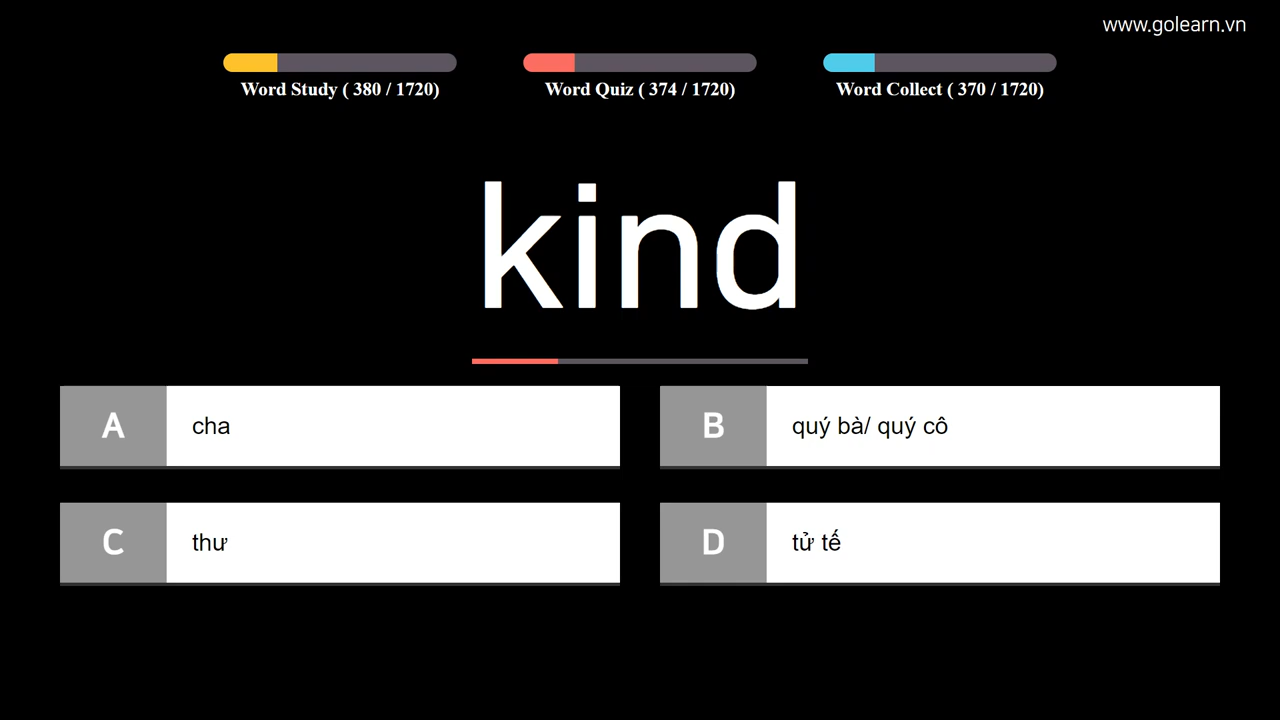 www.golearn.vn
Word Study ( 380 / 1720)
Word Quiz ( 374 / 1720)
Word Collect ( 370 / 1720)
kind
A
cha
B
quý bà/ quý cô
C
thư
D
tử tế